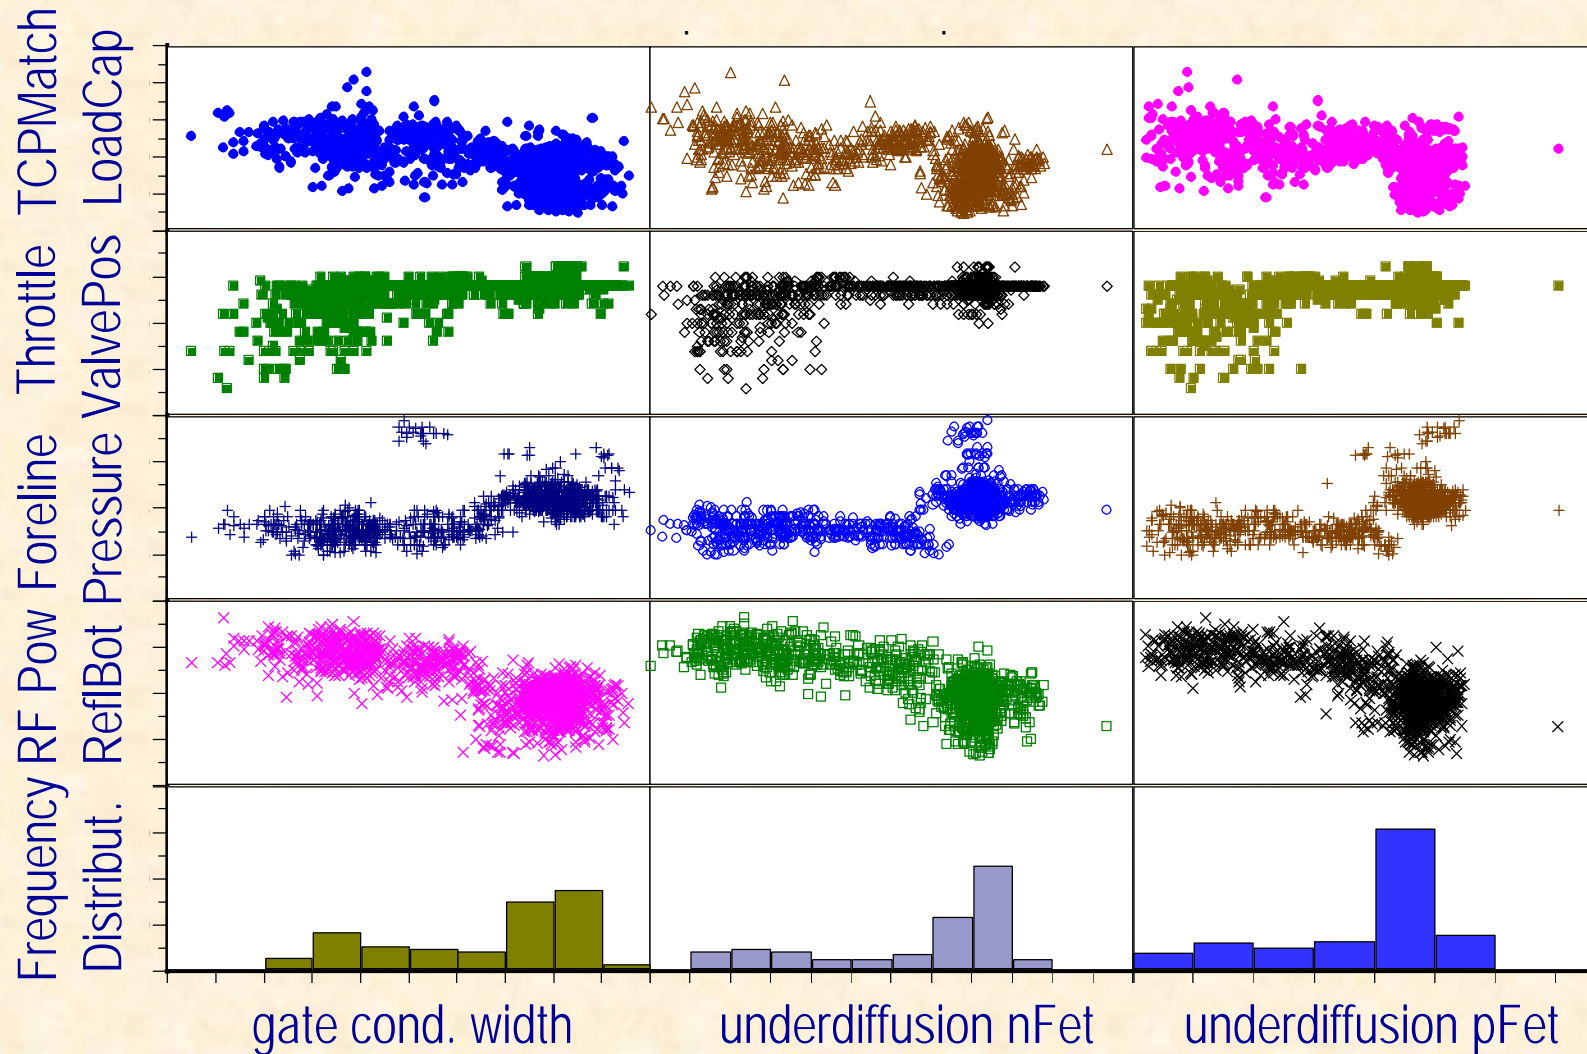 TCPMatch
LoadCap
Throttle
ValvePos
Foreline
Pressure
RF Pow
ReflBot
Frequency
Distribut.
gate cond. width
underdiffusion nFet
underdiffusion pFet